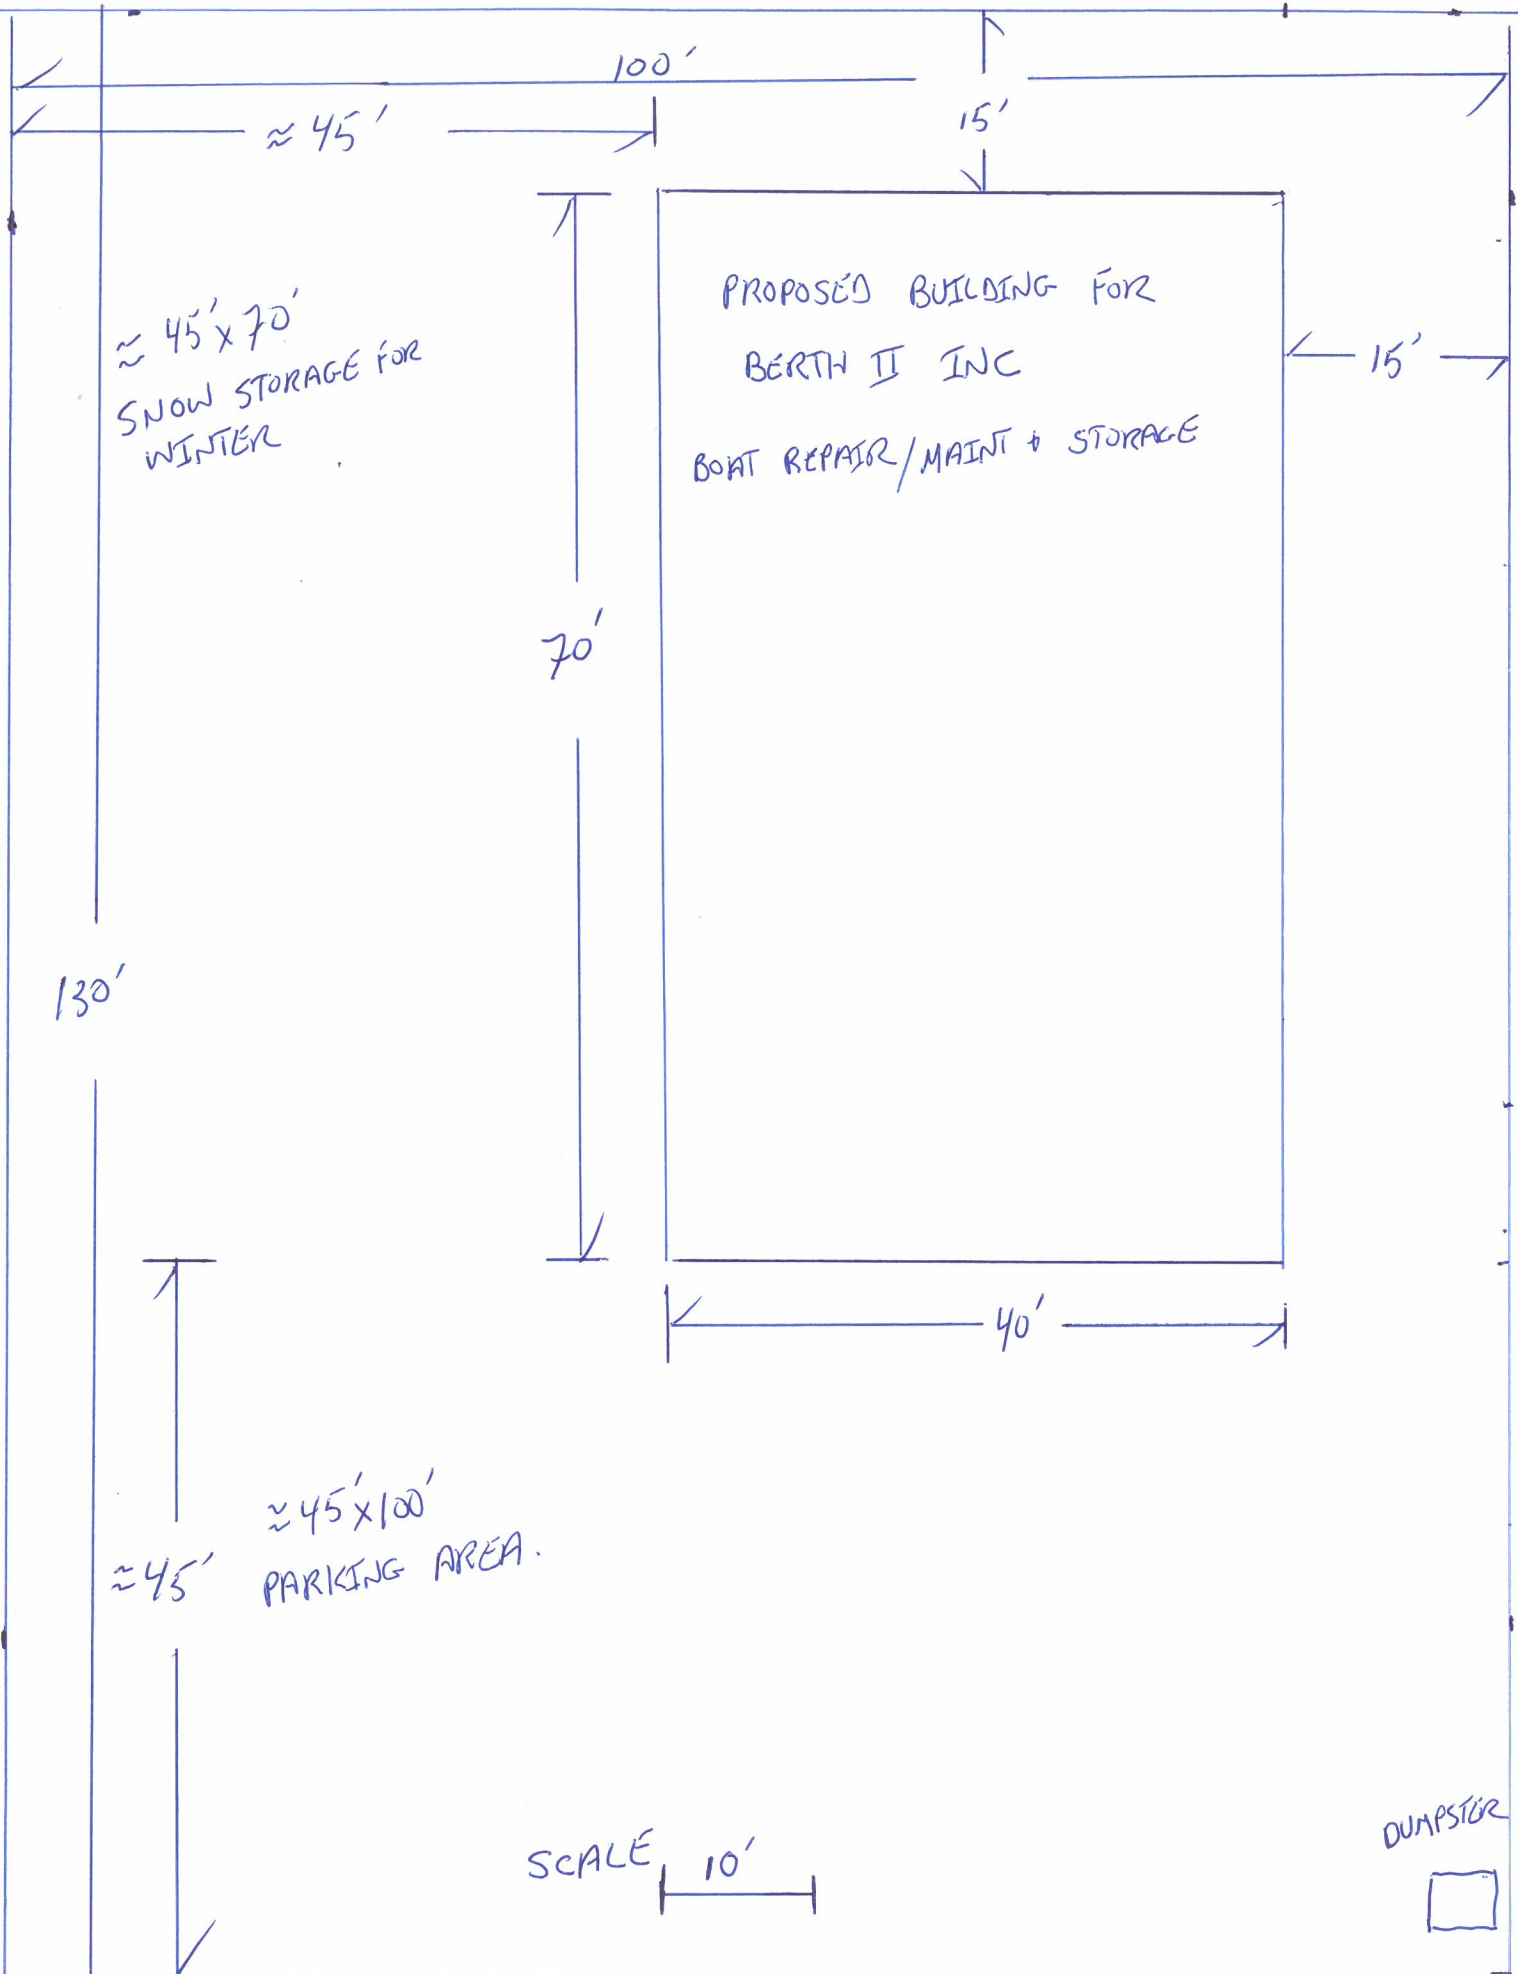 100'
≈ 45'
15'
PROPOSED BUILDING FOR
BERTH II INC
BOAT REPAIR/MAINT & STORAGE
15'
≈ 45'x70'
SNOW STORAGE FOR
WINTER
70'
130'
40'
≈45'x100'
PARKING AREA.
≈45'
SCALE 10'
DUMPSTER